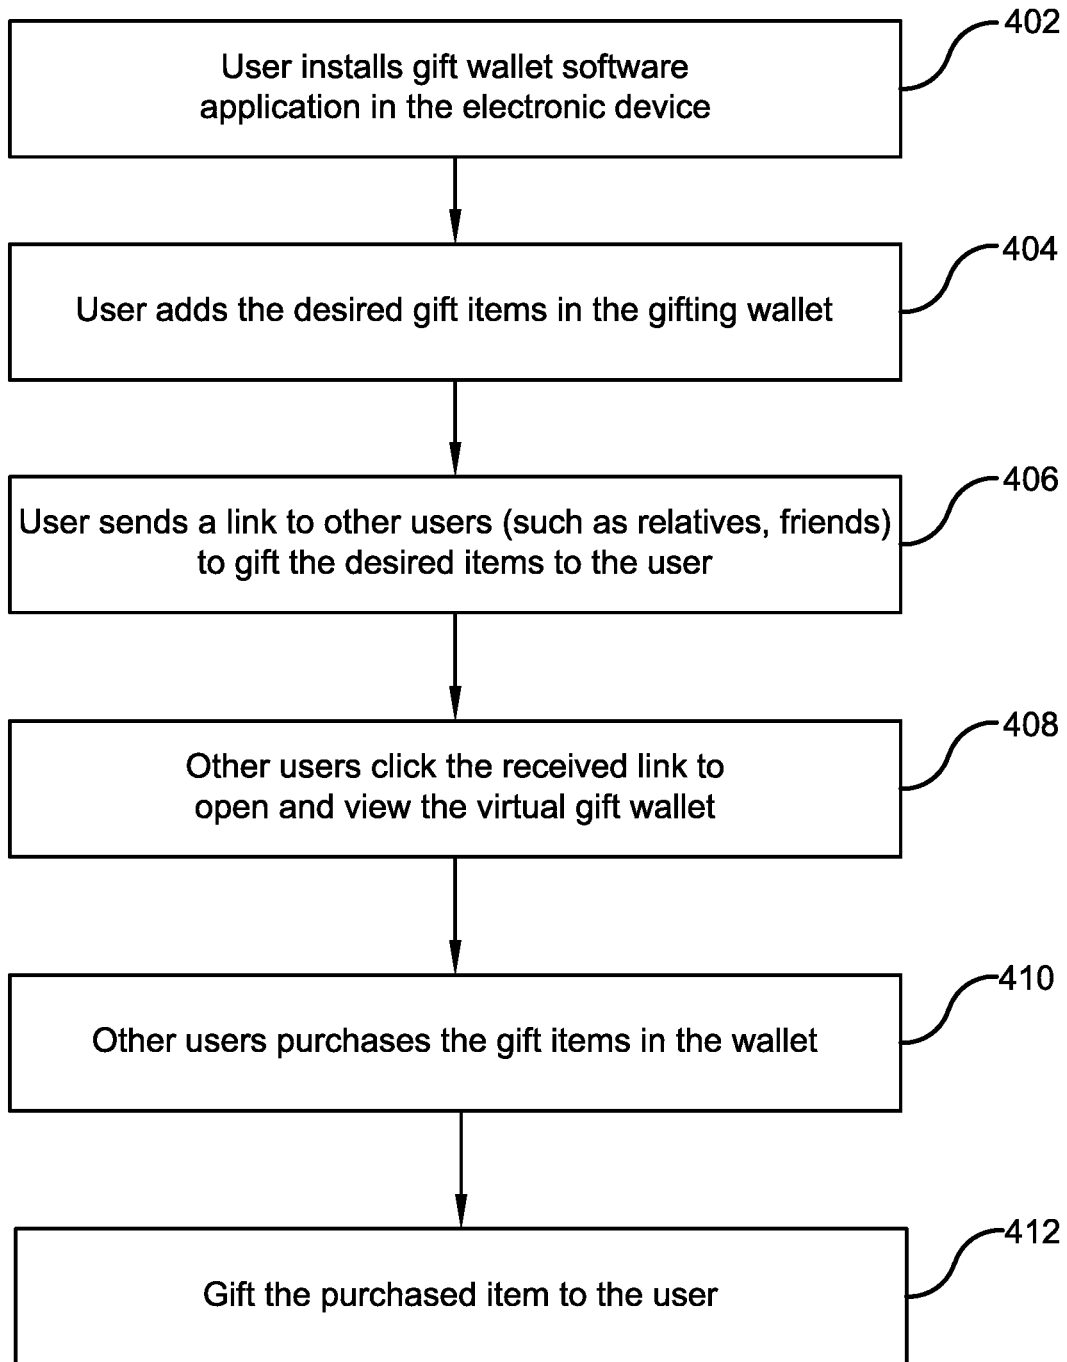 402
User installs gift wallet software
application in the electronic device
404
User adds the desired gift items in the gifting wallet
406
User sends a link to other users (such as relatives, friends)
to gift the desired items to the user
408
Other users click the received link to
open and view the virtual gift wallet
410
Other users purchases the gift items in the wallet
412
Gift the purchased item to the user